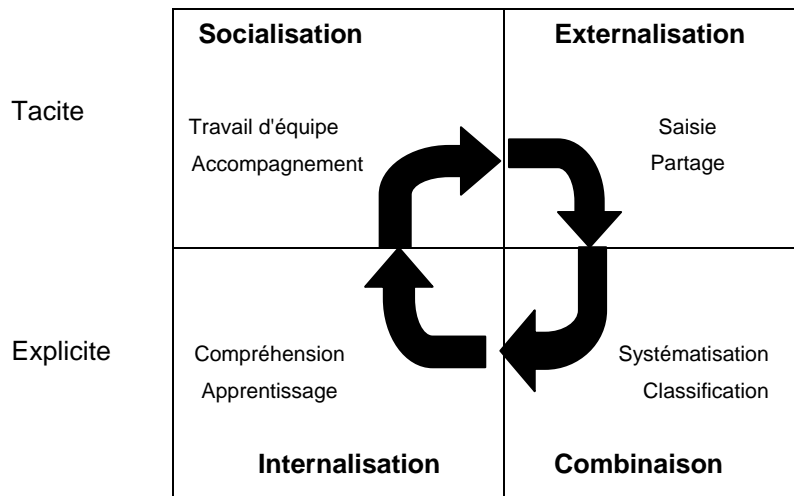 Socialisation
Externalisation
Tacite
Travail d'équipe
Accompagnement
Saisie
Partage
Explicite
Compréhension
Apprentissage
Systématisation
Classification
Internalisation
Combinaison